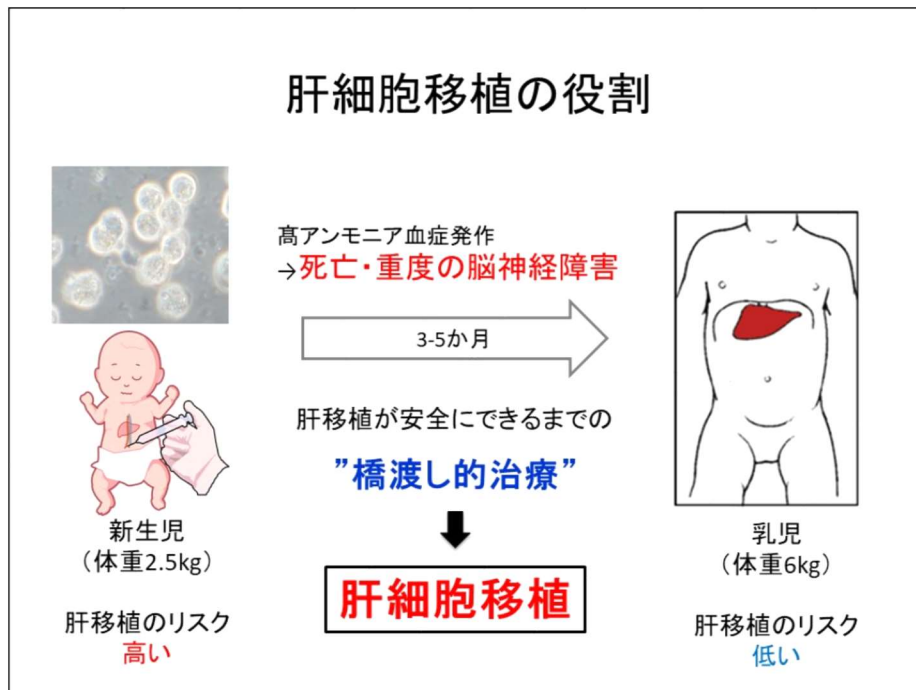 肝細胞移植の役割
髙アンモニア血症発作
→死亡・重度の脳神経障害
3-5か月
肝移植が安全にできるまでの
”橋渡し的治療”
肝細胞移植
新生児
（体重2.5kg）
肝移植のリスク
高い
乳児
（体重6kg）
肝移植のリスク
低い